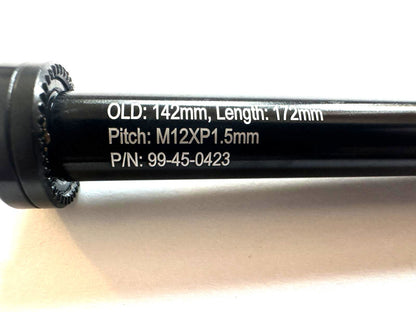 OLD: 142mm, Length: 172mm
Pitch: M12XP1.5mm
P/N: 99-45-0423